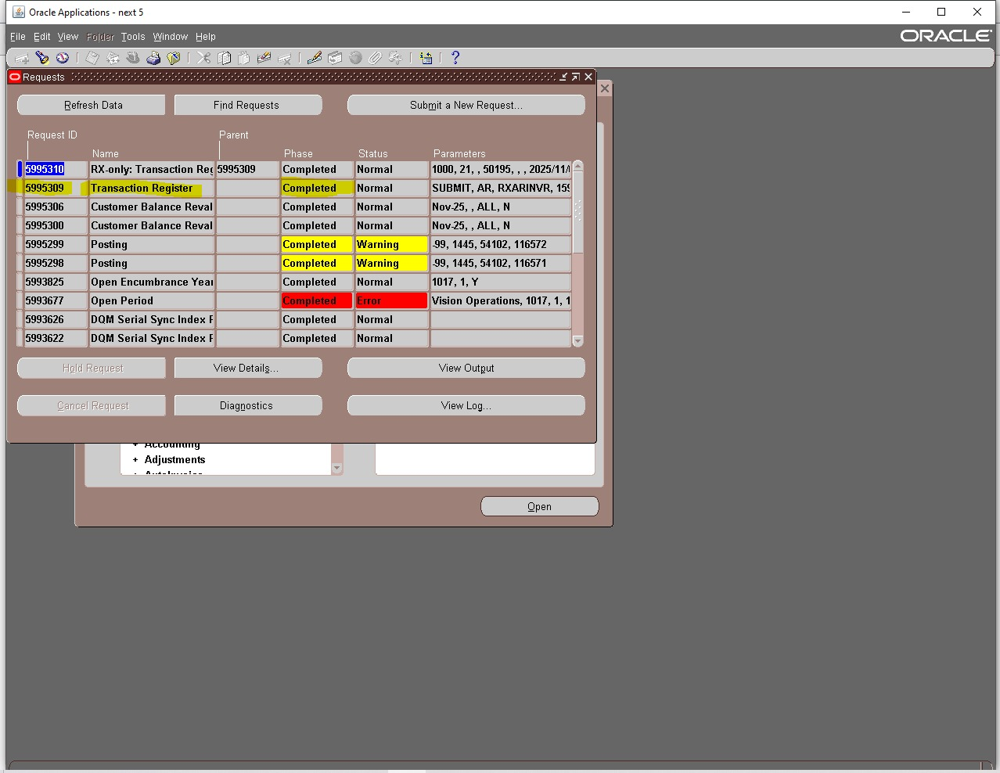 Oracle Applications - next 5
File Edit View Folder Tools Window Help
ORACLE
Requests
Refresh Data Find Requests Submit a New Request...
Request ID Parent
Name Phase Status Parameters
5995310 RX-only: Transaction Reg 5995309 Completed Normal 1000, 21, , 50195, , , 2025/11/
5995309 Transaction Register Completed Normal SUBMIT, AR, RXARINVR, 159
5995306 Customer Balance Reval Completed Normal Nov-25, , ALL, N
5995300 Customer Balance Reval Completed Normal Nov-25, , ALL, N
5995299 Posting Completed Warning -99, 1445, 54102, 116572
5995298 Posting Completed Warning -99, 1445, 54102, 116571
5993825 Open Encumbrance Year Completed Normal 1017, 1, Y
5993677 Open Period Completed Error Vision Operations, 1017, 1, 1
5993626 DQM Serial Sync Index Completed Normal
5993622 DQM Serial Sync Index Completed Normal
Hold Request View Details... View Output
Cancel Request Diagnostics View Log...
+ Accounting
+ Adjustments
+ AutoInvoice
Open